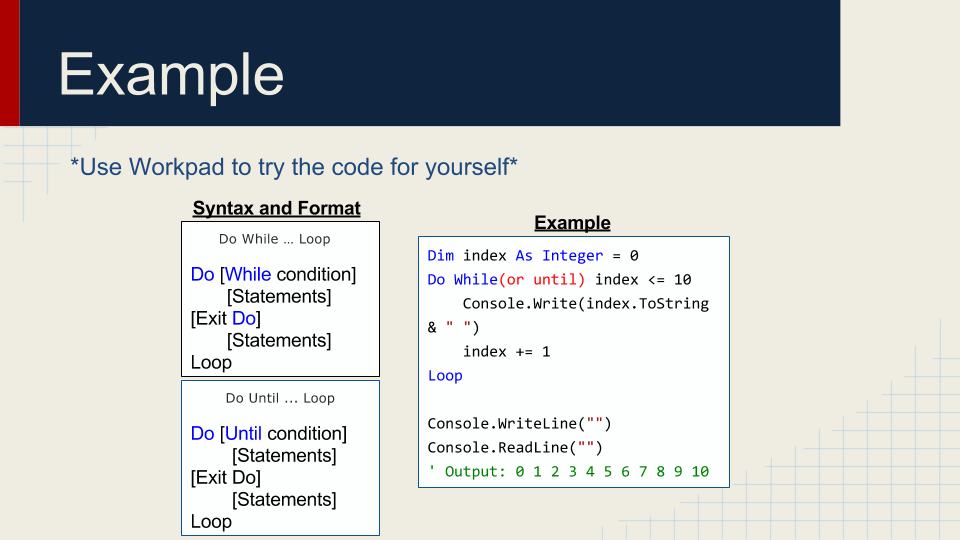 Example
*Use Workpad to try the code for yourself*
Syntax and Format
Do While … Loop
Do [While condition]
[Statements]
[Exit Do]
[Statements]
Loop
Do Until ... Loop
Do [Until condition]
[Statements]
[Exit Do]
[Statements]
Loop
Example
Dim index As Integer = 0
Do While(or until) index <= 10
Console.Write(index.ToString
& " ")
index += 1
Loop
Console.WriteLine("")
Console.ReadLine("")
' Output: 0 1 2 3 4 5 6 7 8 9 10